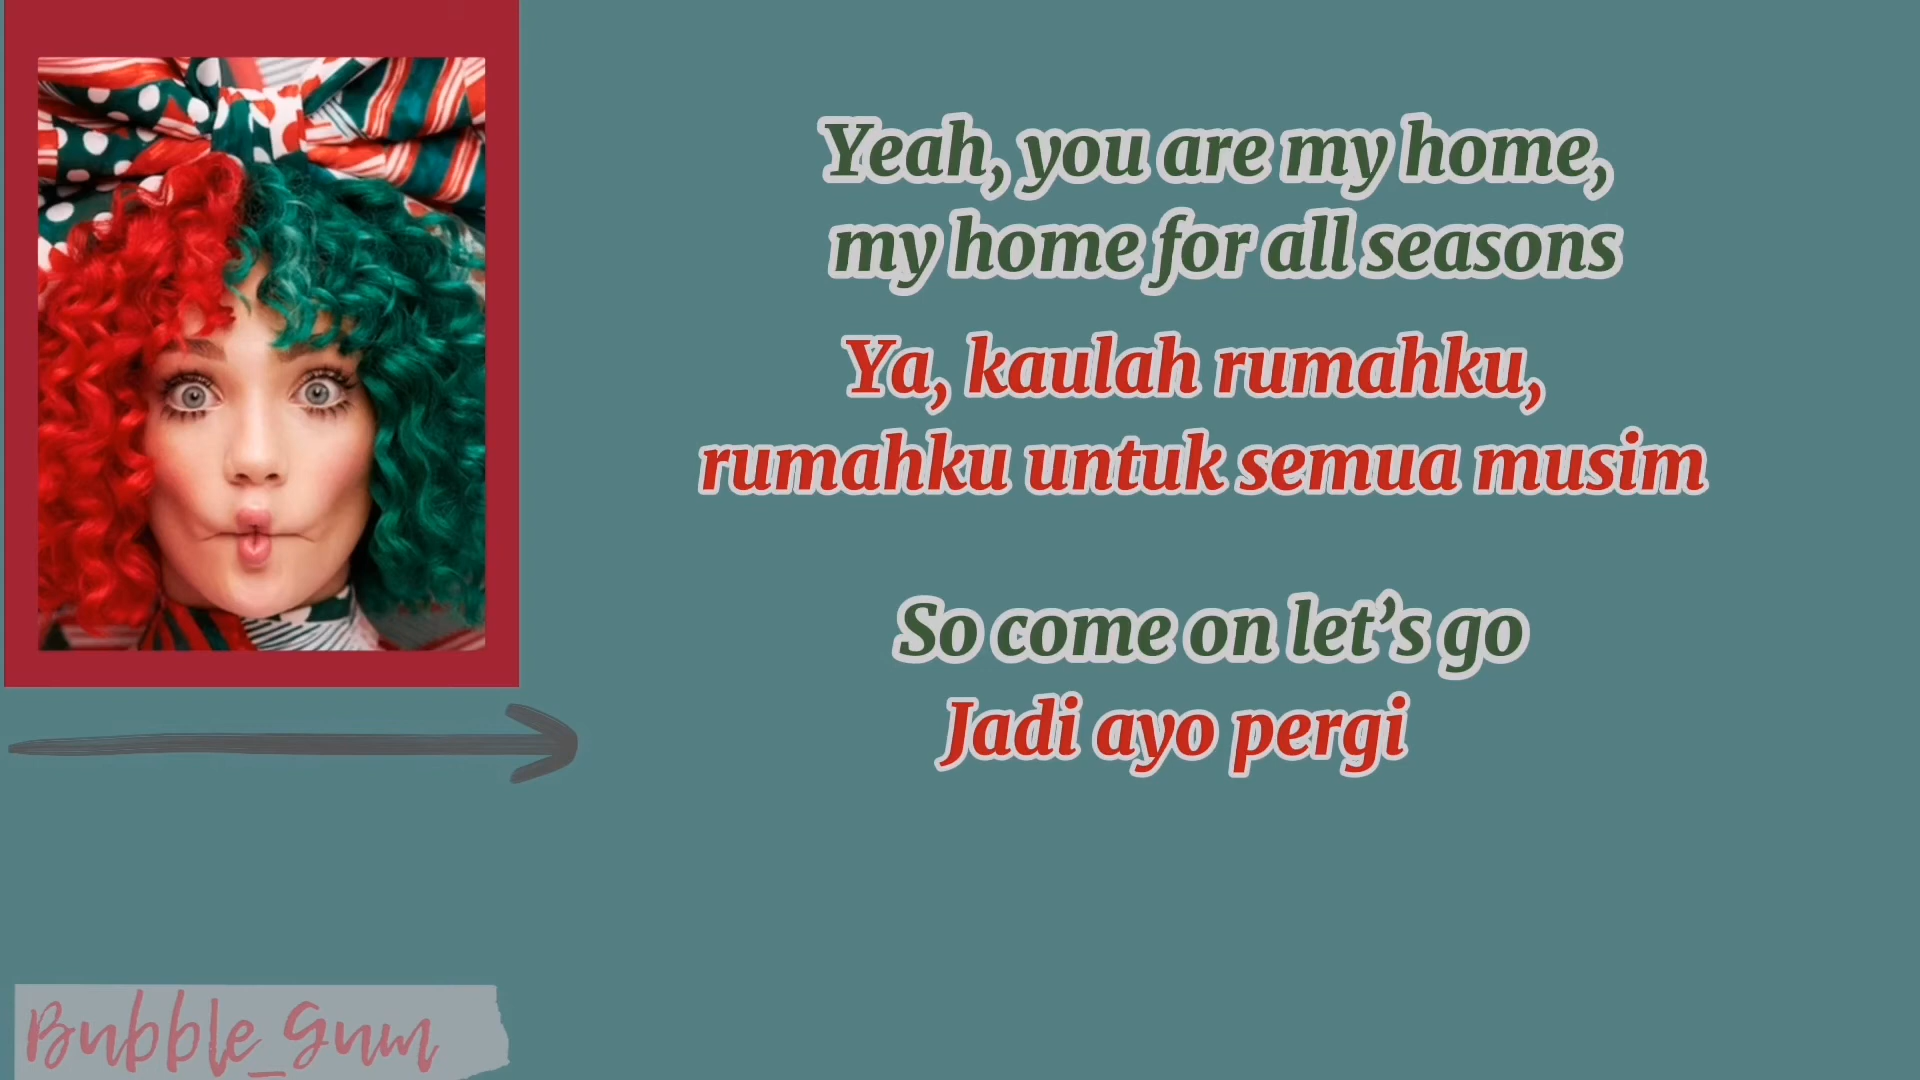 Yeah, you are my home,
my home for all seasons
Ya, kaulah rumahku,
rumahku untuk semua musim
So come on let’s go
Jadi ayo pergi
Bubble_Gum